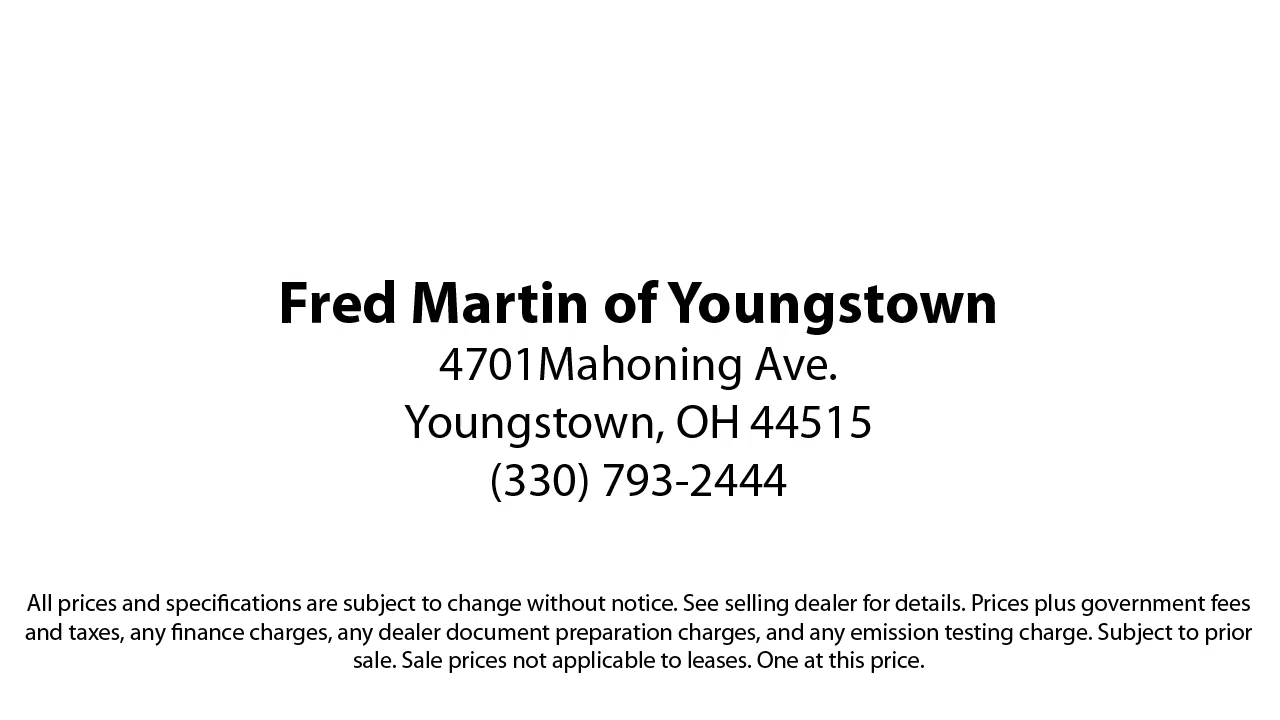 Fred Martin of Youngstown
4701Mahoning Ave.
Youngstown, OH 44515
(330) 793-2444
All prices and specifications are subject to change without notice. See selling dealer for details. Prices plus government fees
and taxes, any finance charges, any dealer document preparation charges, and any emission testing charge. Subject to prior
sale. Sale prices not applicable to leases. One at this price.